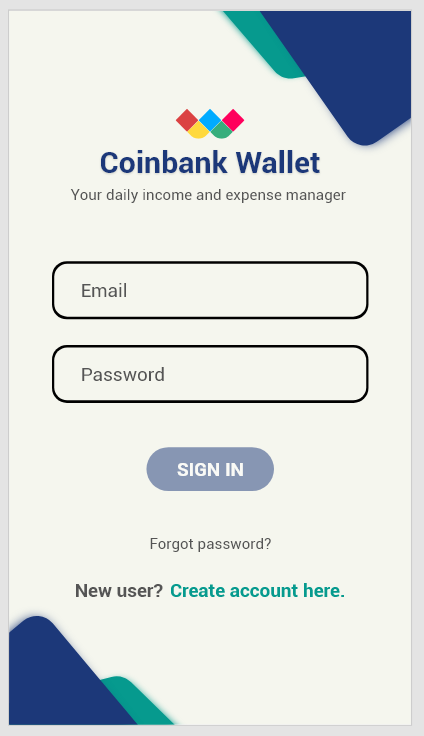 Coinbank Wallet
Your daily income and expense manager
Email
Password
SIGN IN
Forgot password?
New user? Create account here.